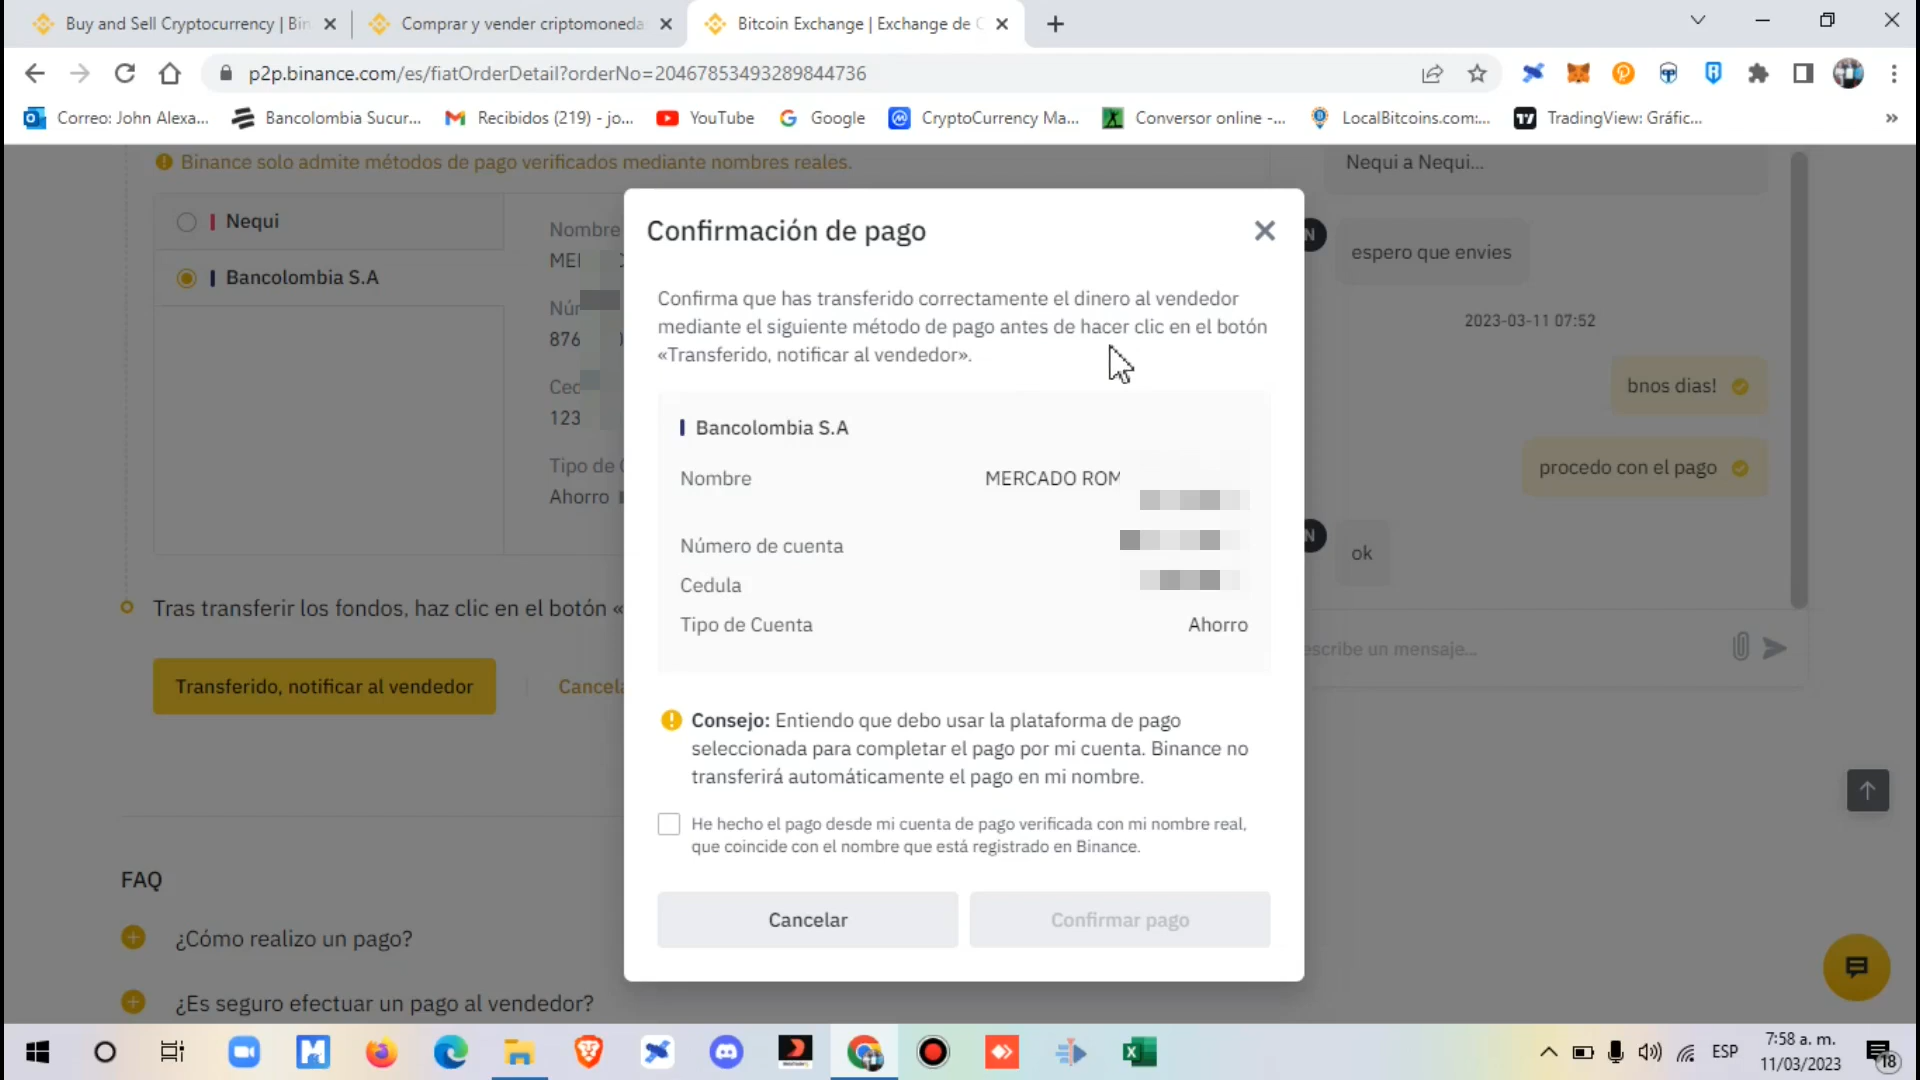 Buy and Sell Cryptocurrency | Bin
Comprar y vender criptomoneda
Bitcoin Exchange | Exchange de C
p2p.binance.com/es/fiatOrderDetail?orderNo=20467853493289844736
Correo: John Alexa...
Bancolombia Sucur...
Recibidos (219) - jo...
YouTube
Google
CryptoCurrency Ma...
Conversor online -...
LocalBitcoins.com:...
TradingView: Gráfic...
»
Binance solo admite métodos de pago verificados mediante nombres reales.
Nequi
Bancolombia S.A
Nombre
876
123
Tipo de
Ahorro
Tras transferir los fondos, haz clic en el botón «
Transferido, notificar al vendedor
Cancela
FAQ
¿Cómo realizo un pago?
¿Es seguro efectuar un pago al vendedor?
Confirmación de pago
Confirma que has transferido correctamente el dinero al vendedor
mediante el siguiente método de pago antes de hacer clic en el botón
«Transferido, notificar al vendedor».
Bancolombia S.A
Nombre MERCADO ROM
Número de cuenta
Cedula
Tipo de Cuenta Ahorro
Consejo: Entiendo que debo usar la plataforma de pago
seleccionada para completar el pago por mi cuenta. Binance no
transferirá automáticamente el pago en mi nombre.
He hecho el pago desde mi cuenta de pago verificada con mi nombre real,
que coincide con el nombre que está registrado en Binance.
Cancelar
Confirmar pago
Nequi a Nequi...
N
espero que envies
2023-03-11 07:52
bnos dias!
procedo con el pago
N
ok
escribe un mensaje...
ESP
7:58 a. m.
11/03/2023
18